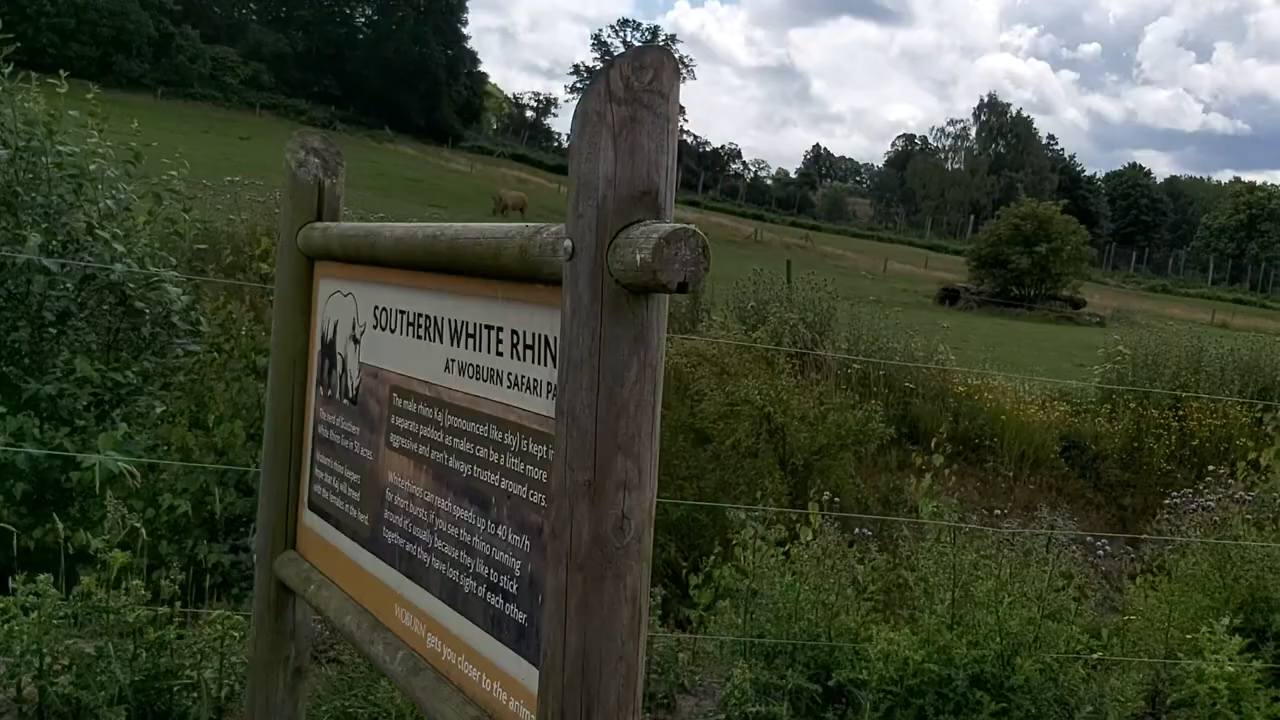 SOUTHERN WHITE RHIN
AT WOBURN SAFARI PA
The herd of Southern
White Rhino live in 50 acres.
Woburn's rhino keepers
hope that Kaj will breed
with the females in the herd.
The male rhino Kaj (pronounced like sky) is kept in
a separate paddock as males can be a little more
aggressive and aren't always trusted around cars.
White rhinos can reach speeds up to 40 km/h
for short bursts, if you see the rhino running
around it's usually because they like to stick
together and they have lost sight of each other.
WOBURN gets you closer to the anima